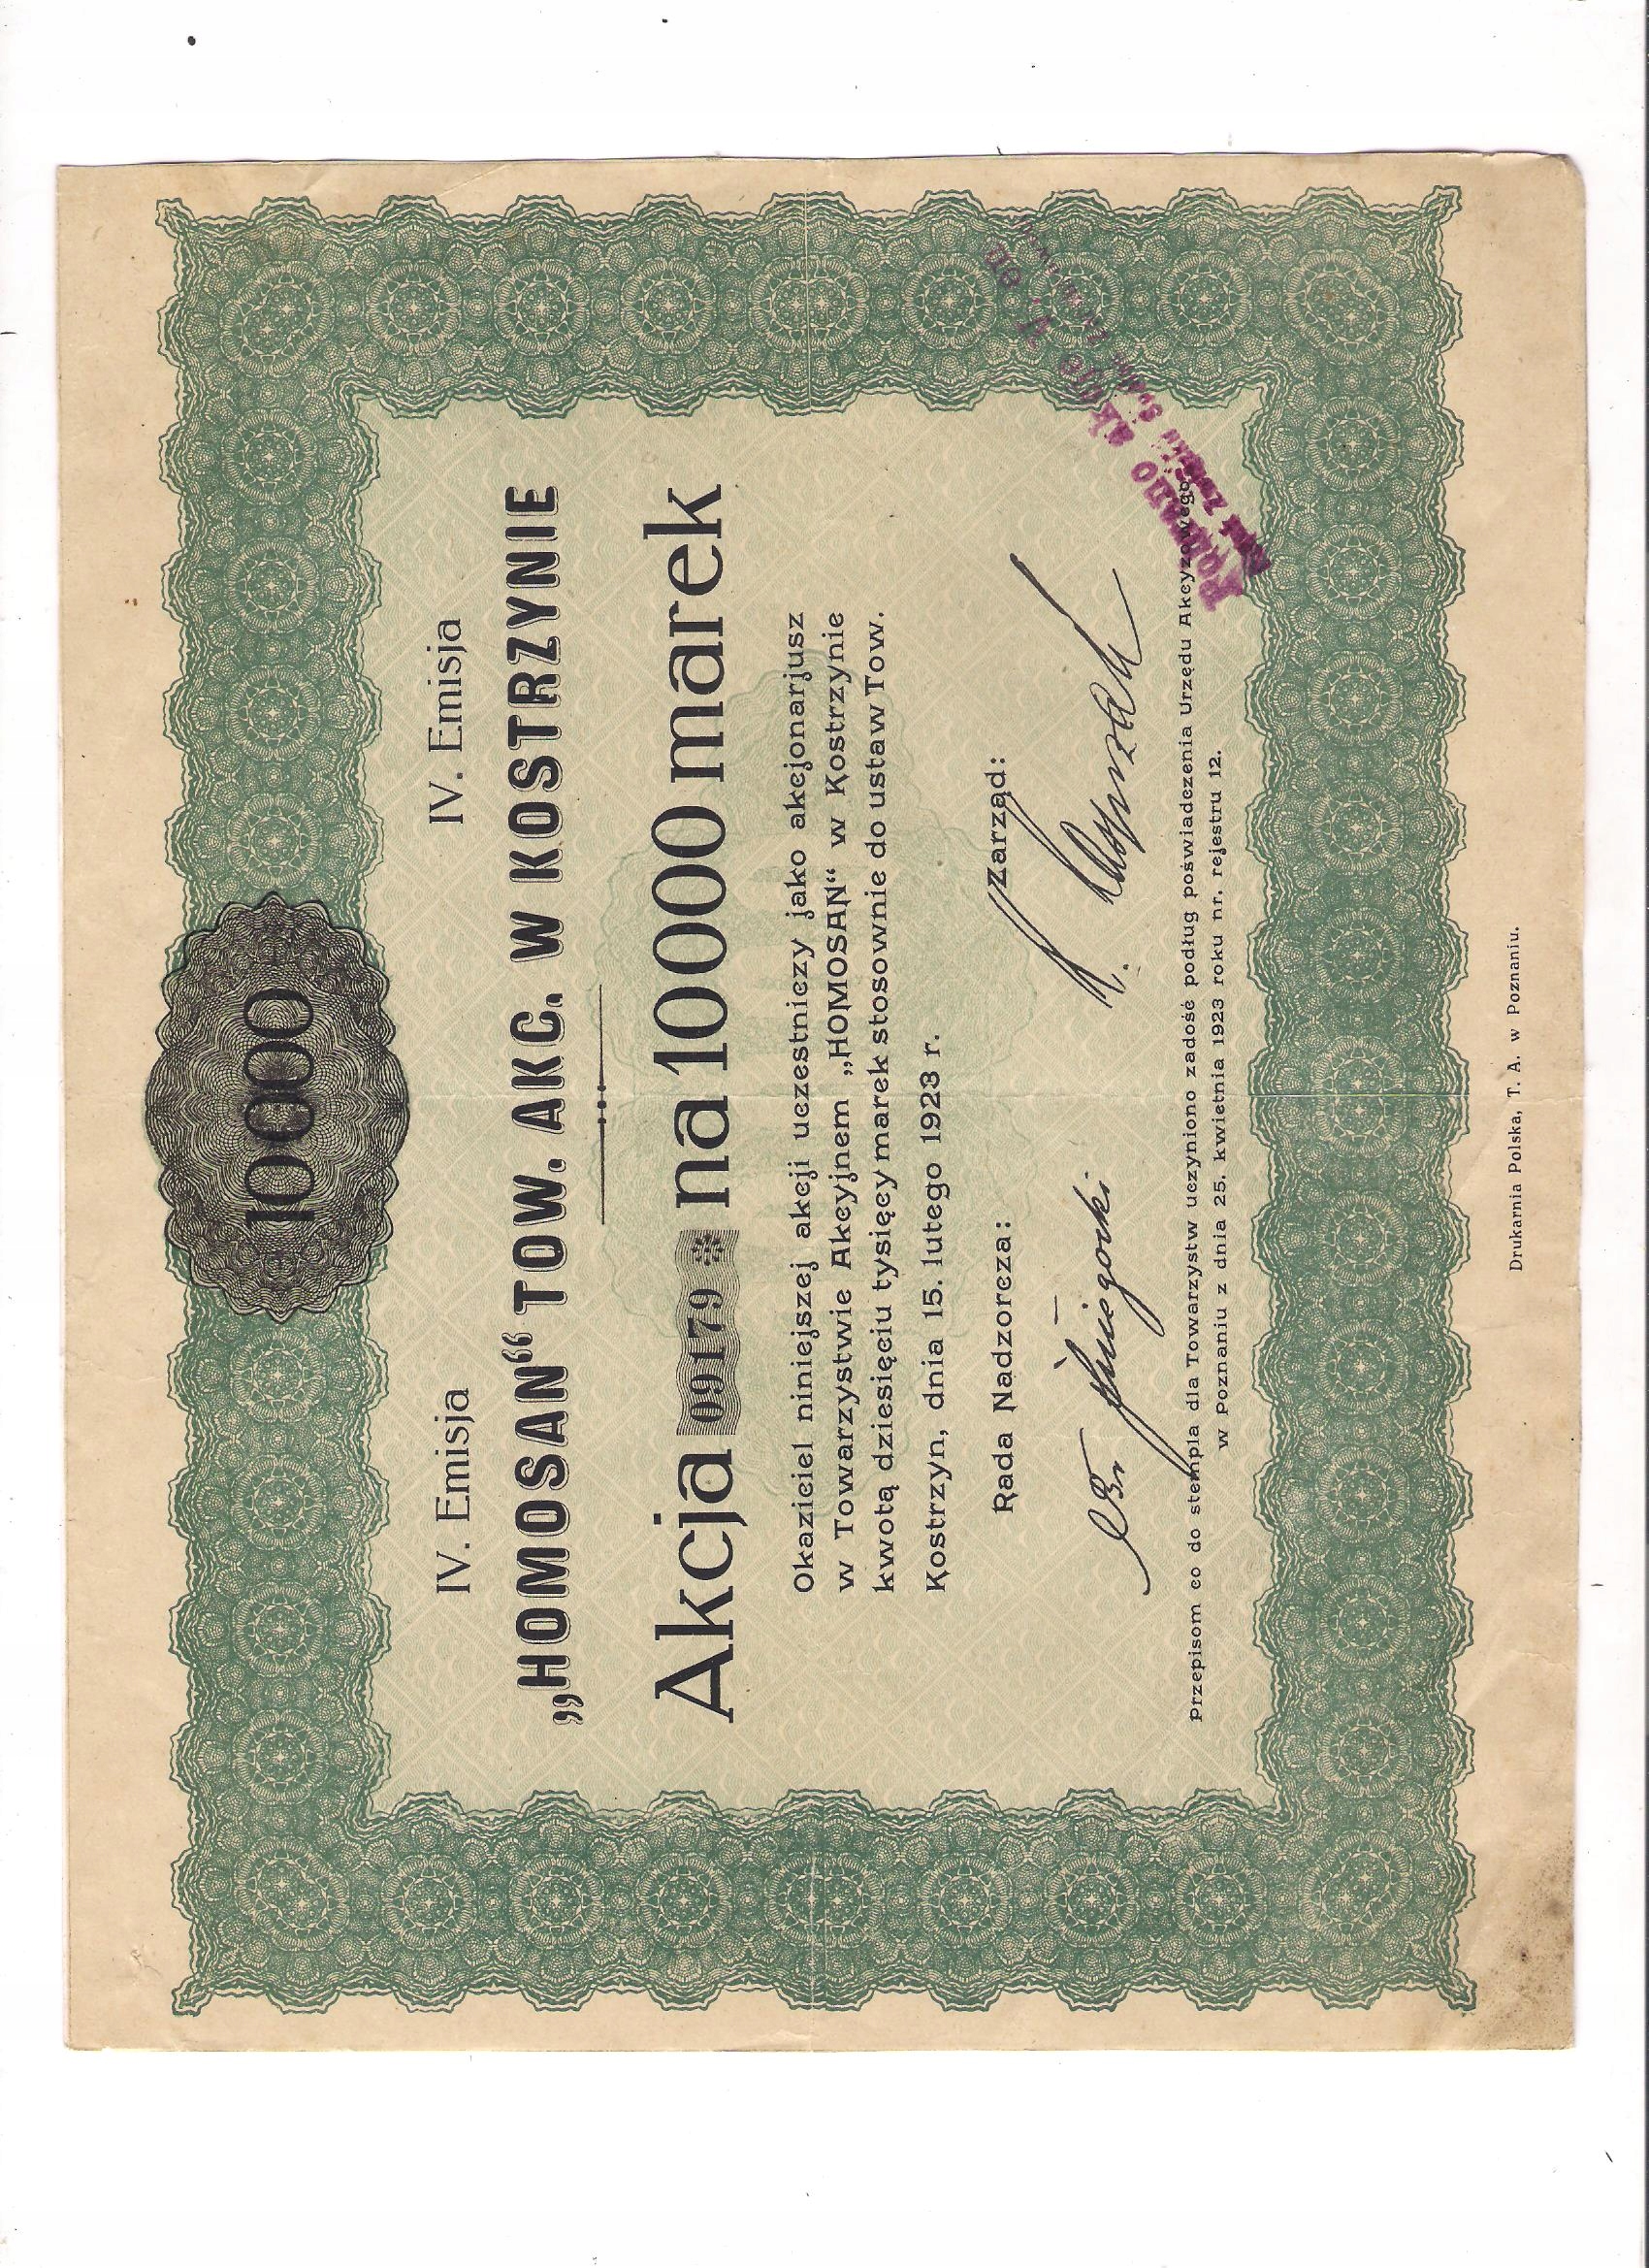 10000
IV. Emisja IV. Emisja
„HOMOSAN“ TOW. AKC. W KOSTRZYNIE
Akcja 09179 * na 10000 marek
Okaziciel niniejszej akcji uczestniczy jako akcjonarjusz
w Towarzystwie Akcyjnem „HOMOSAN“ w Kostrzynie
kwotą dziesięciu tysięcy marek stosownie do ustaw Tow.
Kostrzyn, dnia 15. lutego 1923 r.
Rada Nadzorcza: Zarząd:
Przepisom co do stempla dla Towarzystw uczyniono zadość podług poświadczenia Urzędu Akcyzowego
w Poznaniu z dnia 25. kwietnia 1923 roku nr. rejestru 12.
Drukarnia Polska, T. A. w Poznaniu.